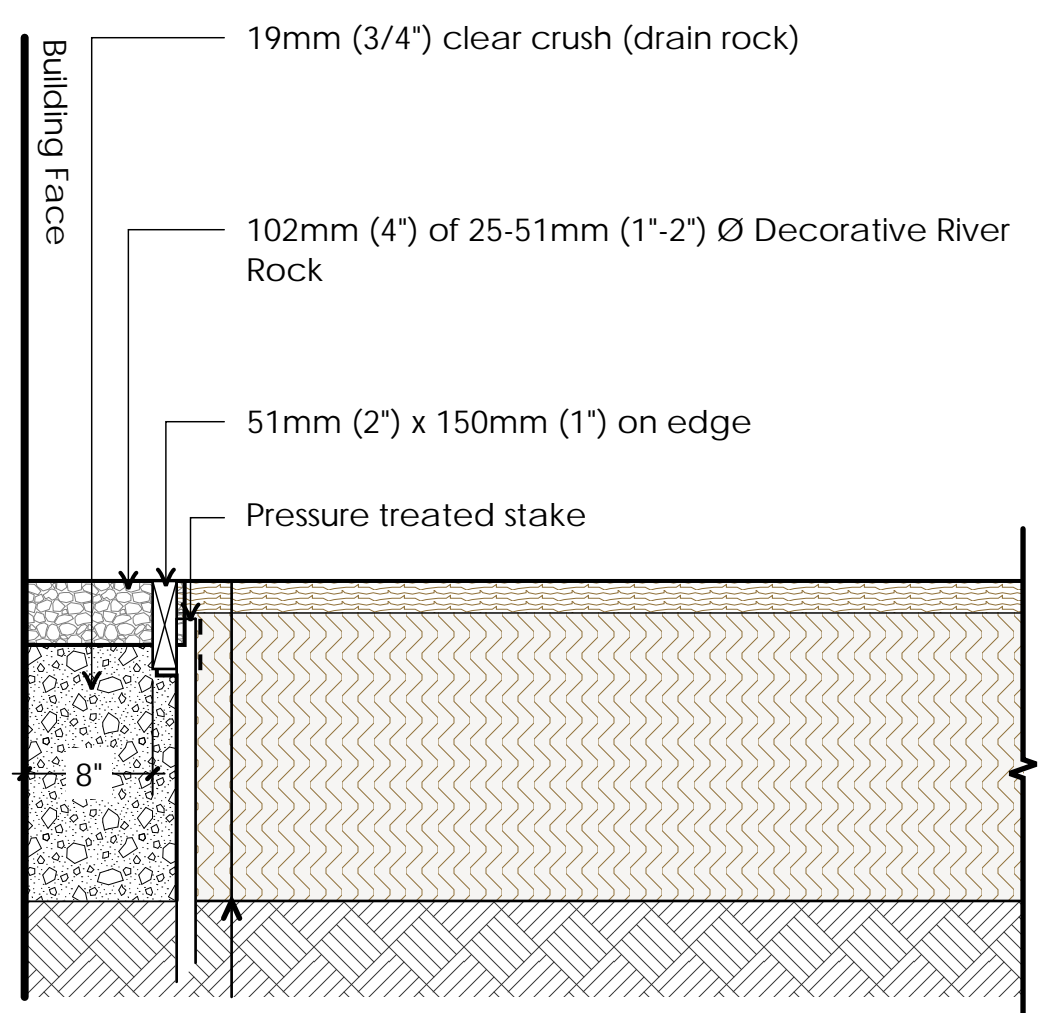 19mm (3/4") clear crush (drain rock)
Building Face
102mm (4") of 25-51mm (1"-2") Ø Decorative River
Rock
51mm (2") x 150mm (1") on edge
Pressure treated stake
8"